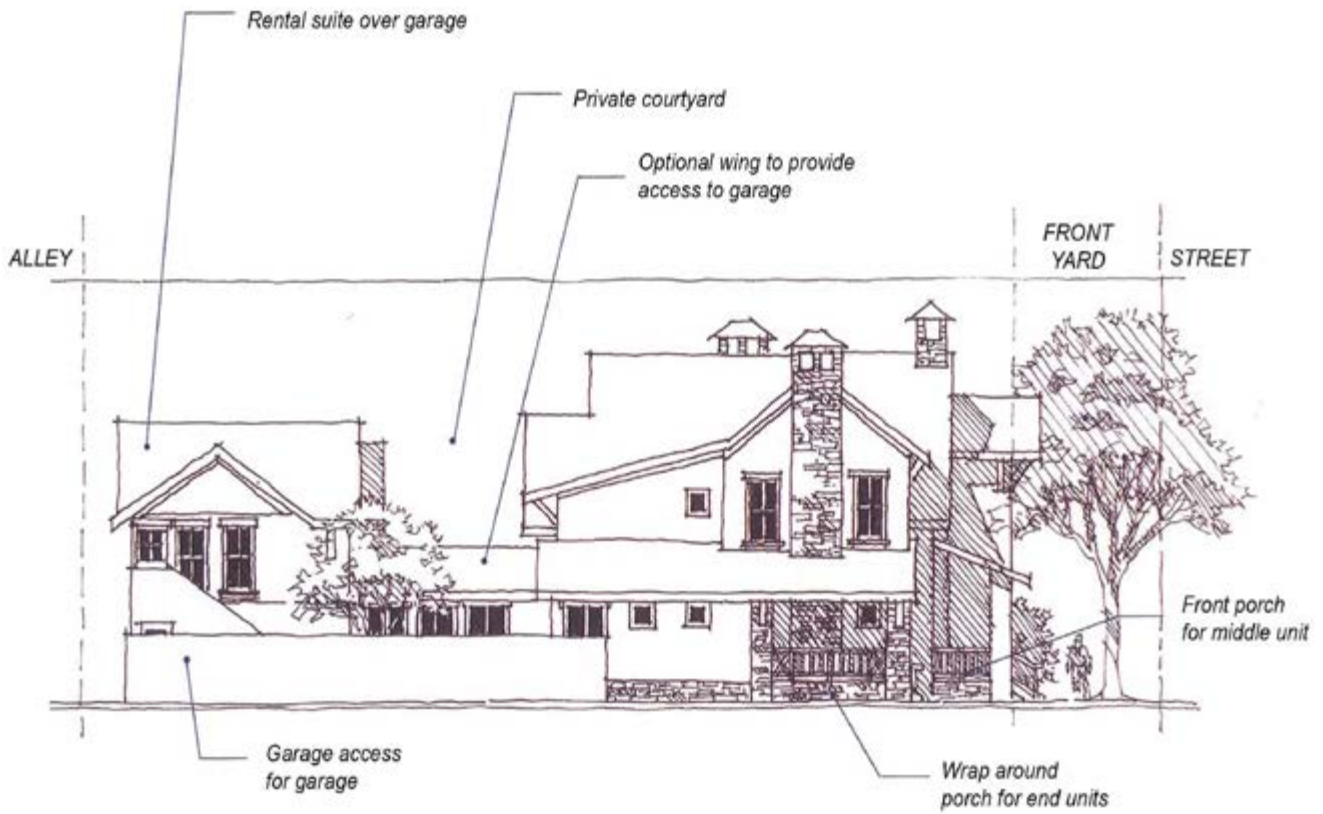 Rental suite over garage
Private courtyard
Optional wing to provide
access to garage
ALLEY
FRONT
YARD
STREET
Front porch
for middle unit
Garage access
for garage
Wrap around
porch for end units